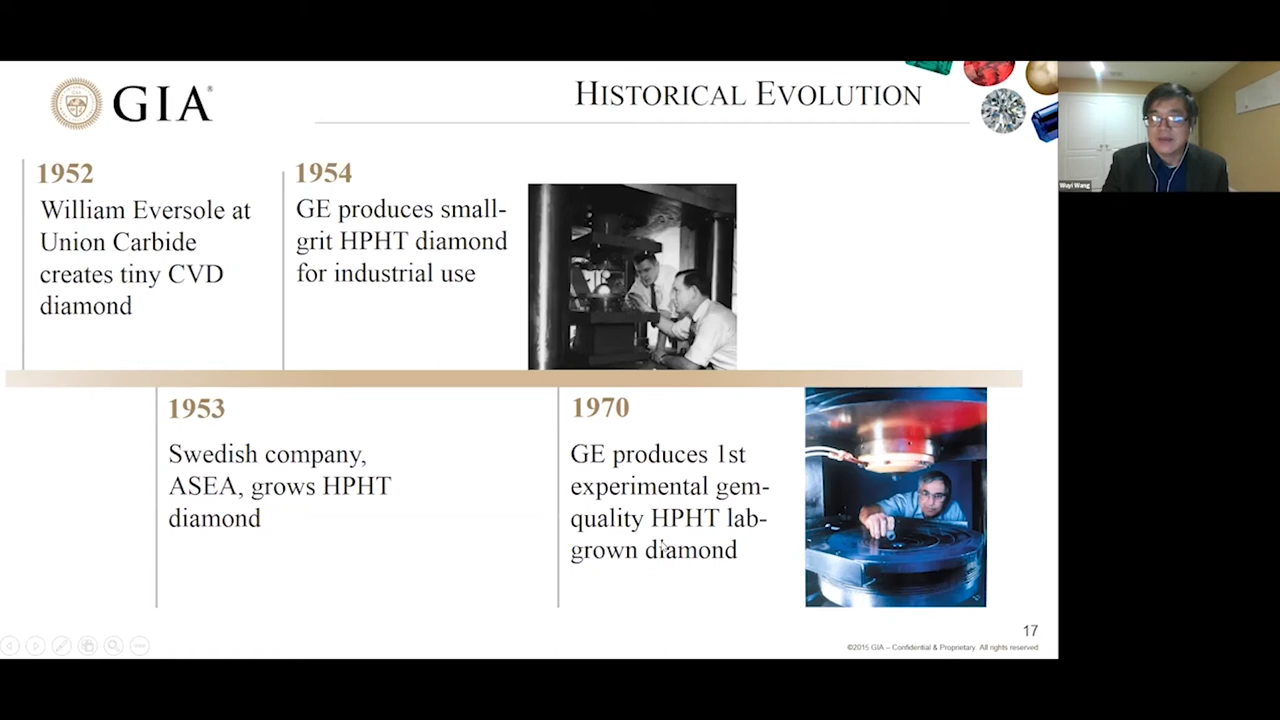 GIA®
HISTORICAL EVOLUTION
1952
William Eversole at
Union Carbide
creates tiny CVD
diamond
1954
GE produces small-
grit HPHT diamond
for industrial use
1953
Swedish company,
ASEA, grows HPHT
diamond
1970
GE produces 1st
experimental gem-
quality HPHT lab-
grown diamond
17
©2015 GIA – Confidential & Proprietary. All rights reserved.
Wuyi Wang